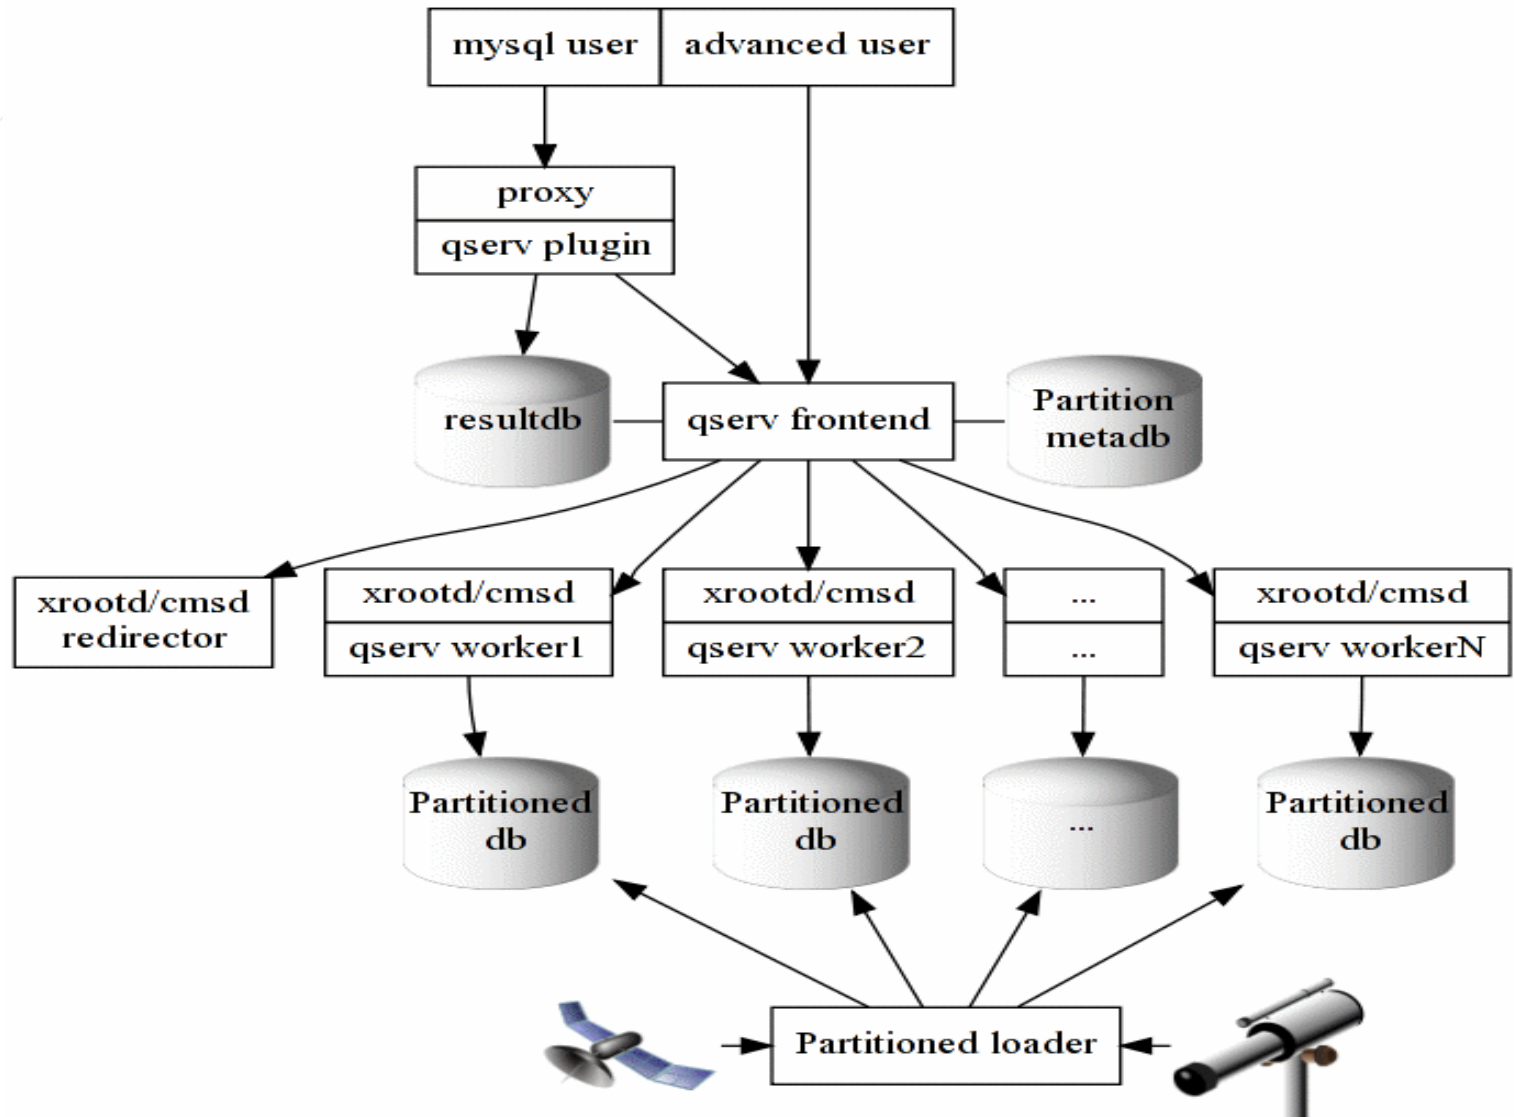 mysql user
advanced user
proxy
qserv plugin
resultdb
qserv frontend
Partition
metadb
xrootd/cmsd
redirector
xrootd/cmsd
qserv worker1
xrootd/cmsd
qserv worker2
...
...
xrootd/cmsd
qserv workerN
Partitioned
db
Partitioned
db
...
Partitioned
db
Partitioned loader